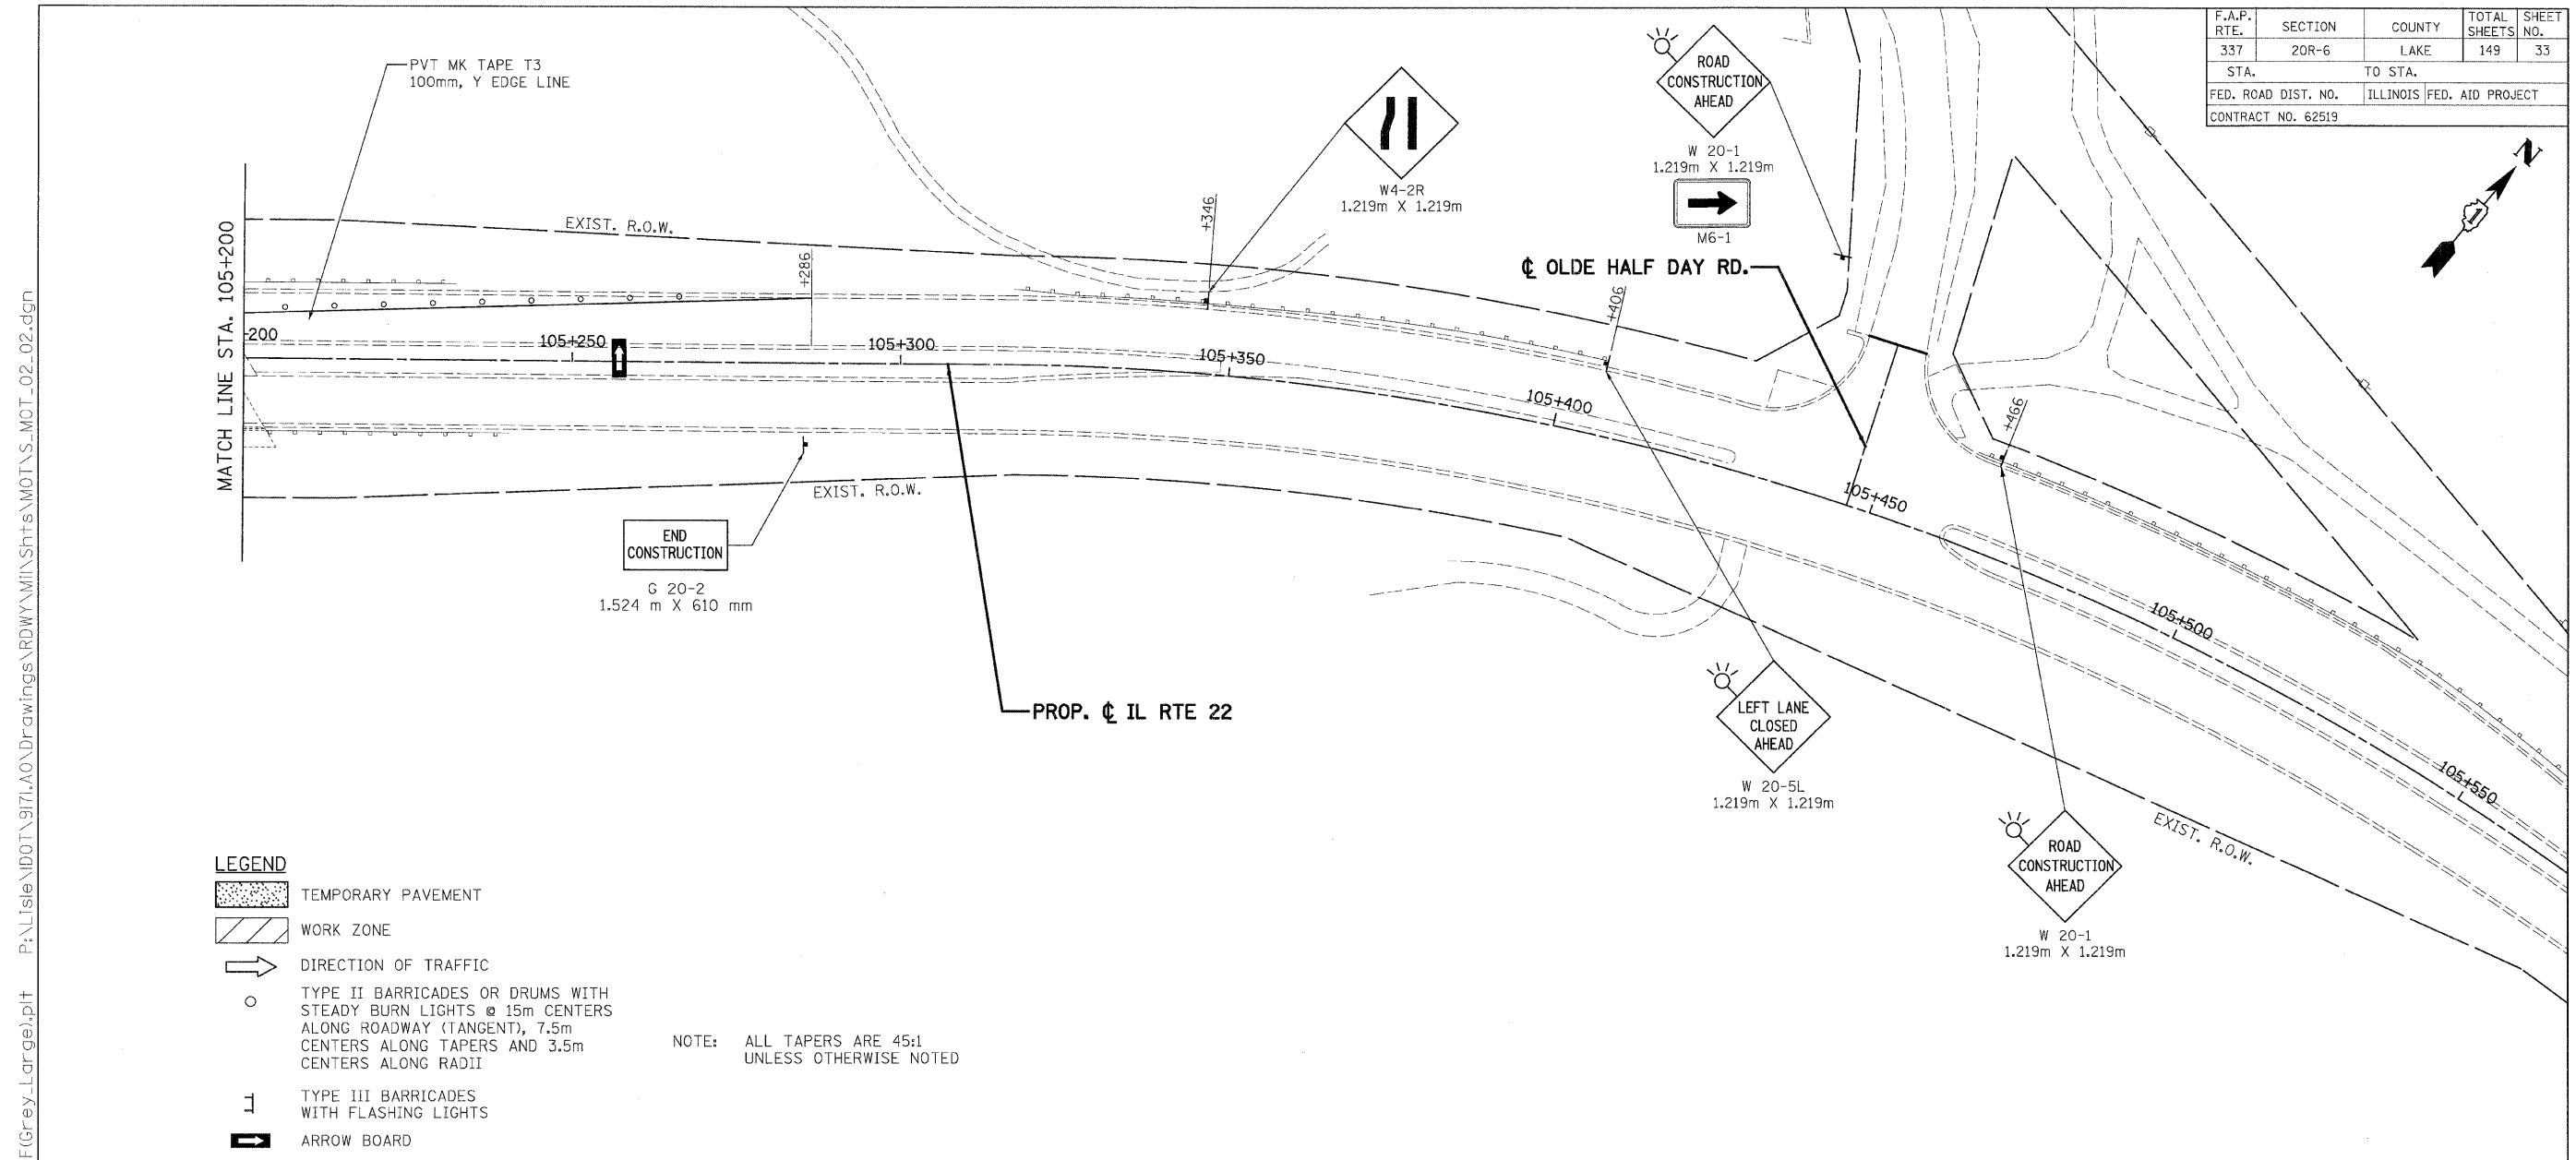 F.A.P. RTE. SECTION COUNTY TOTAL SHEETS SHEET NO.
337 20R-6 LAKE 149 33
STA. TO STA.
FED. ROAD DIST. NO. ILLINOIS FED. AID PROJECT
CONTRACT NO. 62519
N
PVT MK TAPE T3
100mm, Y EDGE LINE
ROAD
CONSTRUCTION
AHEAD
W 20-1
1.219m X 1.219m
M6-1
W4-2R
1.219m X 1.219m
MATCH LINE STA. 105+200
EXIST. R.O.W.
+286
+346
+406
+466
℄ OLDE HALF DAY RD.
200
105+250
105+300
105+350
105+400
105+450
105+500
105+550
EXIST. R.O.W.
END
CONSTRUCTION
G 20-2
1.524 m X 610 mm
PROP. ℄ IL RTE 22
LEFT LANE
CLOSED
AHEAD
W 20-5L
1.219m X 1.219m
ROAD
CONSTRUCTION
AHEAD
W 20-1
1.219m X 1.219m
EXIST. R.O.W.
LEGEND
TEMPORARY PAVEMENT
WORK ZONE
DIRECTION OF TRAFFIC
TYPE II BARRICADES OR DRUMS WITH
STEADY BURN LIGHTS @ 15m CENTERS
ALONG ROADWAY (TANGENT), 7.5m
CENTERS ALONG TAPERS AND 3.5m
CENTERS ALONG RADII
TYPE III BARRICADES
WITH FLASHING LIGHTS
ARROW BOARD
NOTE: ALL TAPERS ARE 45:1
UNLESS OTHERWISE NOTED
F(Grey_Large).plt P:\Lisle\IDOT\9171.A0\Drawings\RDWY\Mil\Shts\MOT\S_MOT_02_02.dgn